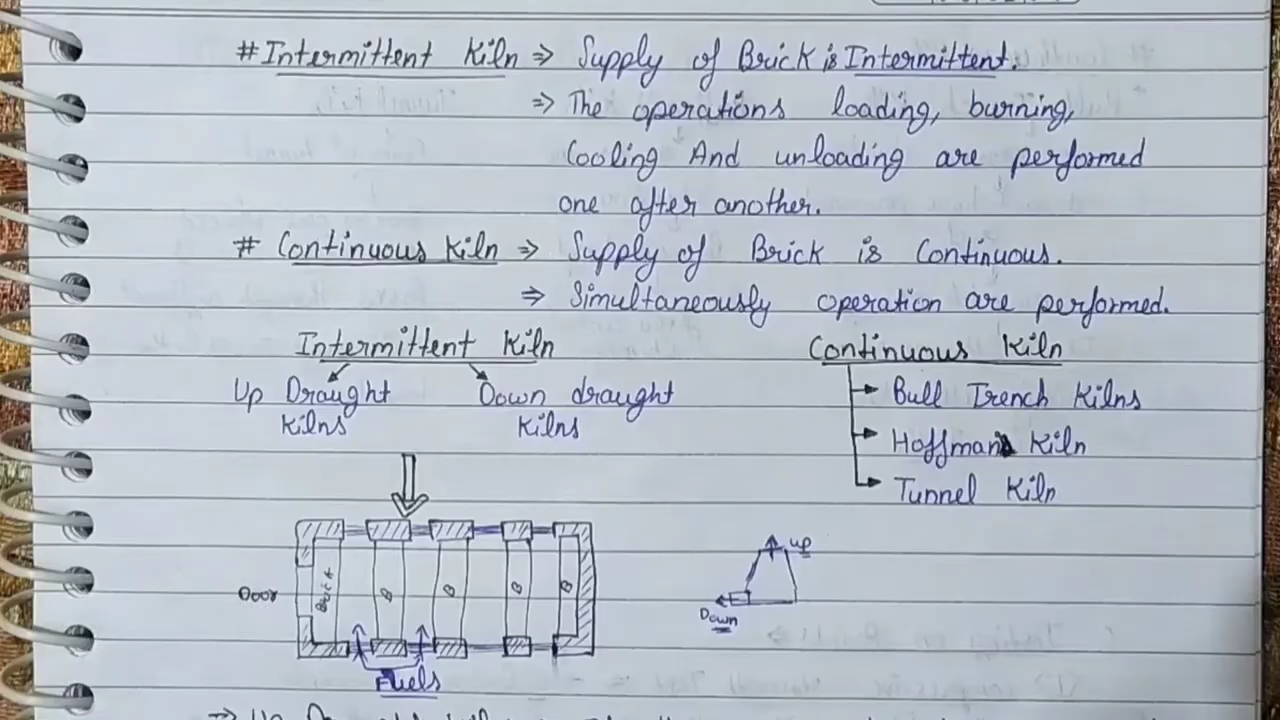 # Intermittent Kiln ⇒ Supply of Brick is Intermittent.
⇒ The operations loading, burning,
Cooling And unloading are performed
one after another.
# Continuous Kiln ⇒ Supply of Brick is Continuous.
⇒ Simultaneously operation are performed.
Intermittent Kiln
Continuous Kiln
Up Draught
Kilns
Down draught
Kilns
Bull Trench Kilns
Hoffman Kiln
Tunnel Kiln
Door
Brick
B
B
B
B
Fuels
up
Down